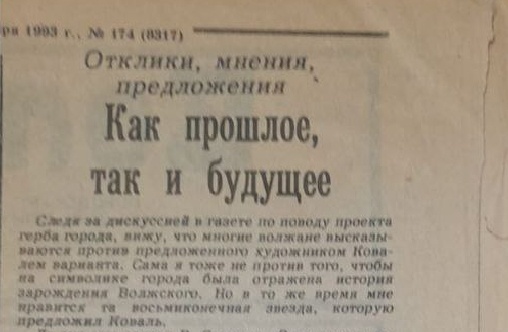 ря 1993 г., № 174 (8317)
Отклики, мнения,
предложения
Как прошлое,
так и будущее
Следя за дискуссией в газете по поводу проекта
герба города, вижу, что многие волжане высказы-
ваются против предложенного художником Кова-
лем варианта. Сама я тоже не против того, чтобы
на символике города была отражена история
зарождения Волжского. Но в то же время мне
нравится та восьмиконечная звезда, которую
предложил Коваль.